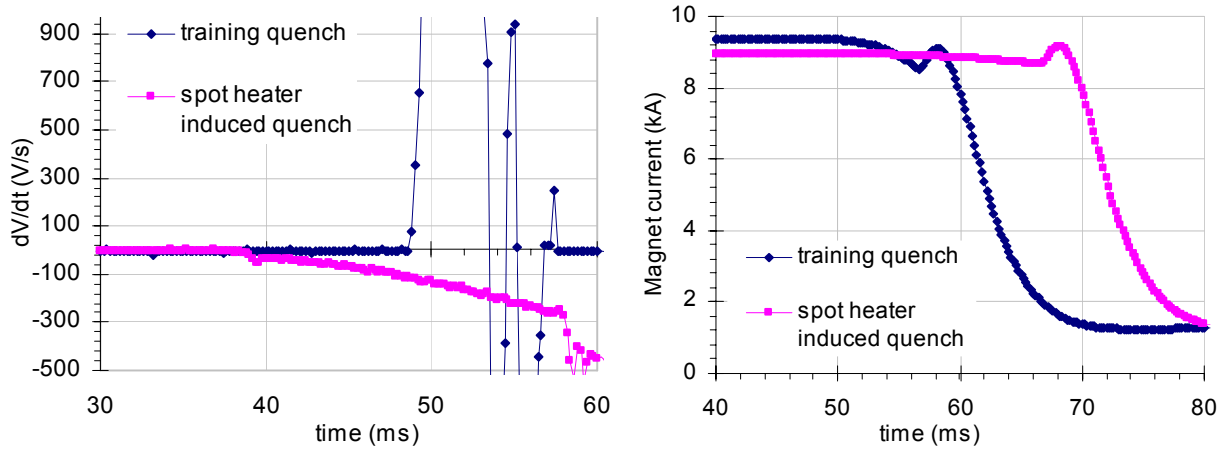 dV/dt (V/s)
900
700
500
300
100
-100
-300
-500
training quench
spot heater
induced quench
30
40
50
60
time (ms)
Magnet current (kA)
10
8
6
4
2
0
training quench
spot heater
induced quench
40
50
60
70
80
time (ms)